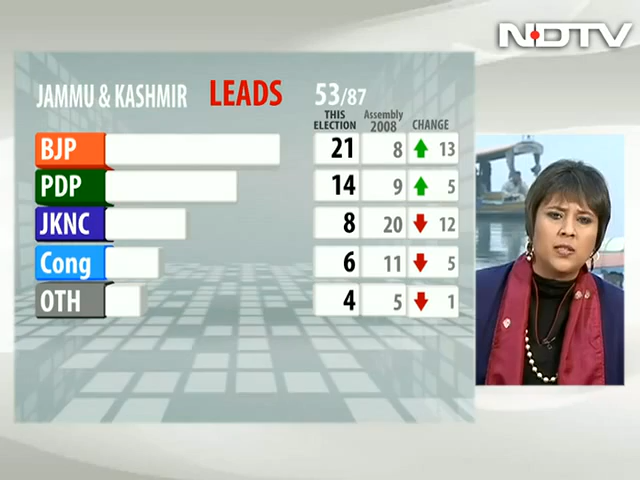 NDTV
JAMMU & KASHMIR LEADS 53/87
THIS ELECTION Assembly 2008 CHANGE
BJP 21 8 13
PDP 14 9 5
JKNC 8 20 12
Cong 6 11 5
OTH 4 5 1